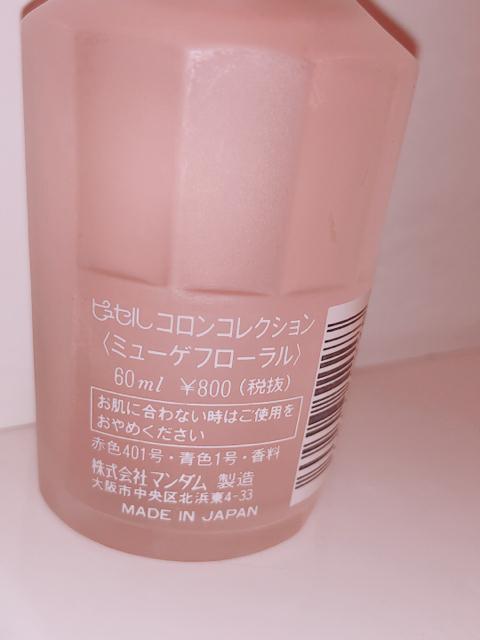 ピュセル コロンコレクション
〈ミューゲフローラル〉
60ml ¥800(税抜)
お肌に合わない時はご使用を
おやめください
赤色401号・青色1号・香料
株式会社マンダム 製造
大阪市中央区北浜東4-33
MADE IN JAPAN